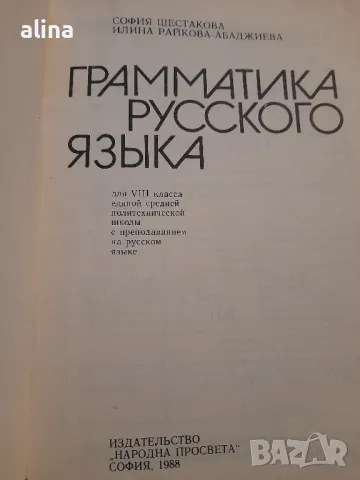 alina
СОФИЯ ШЕСТАКОВА
ИЛИНА РАЙКОВА-АБАДЖИЕВА
ГРАММАТИКА
РУССКОГО
ЯЗЫКА
для VIII класса
единой средней
политехнической
школы
с преподаванием
на русском
языке
ИЗДАТЕЛЬСТВО
„НАРОДНА ПРОСВЕТА"
СОФИЯ, 1988
BAZAR